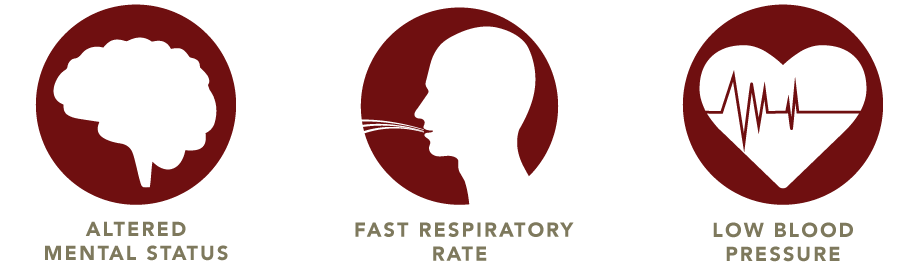 ALTERED
MENTAL STATUS
FAST RESPIRATORY
RATE
LOW BLOOD
PRESSURE